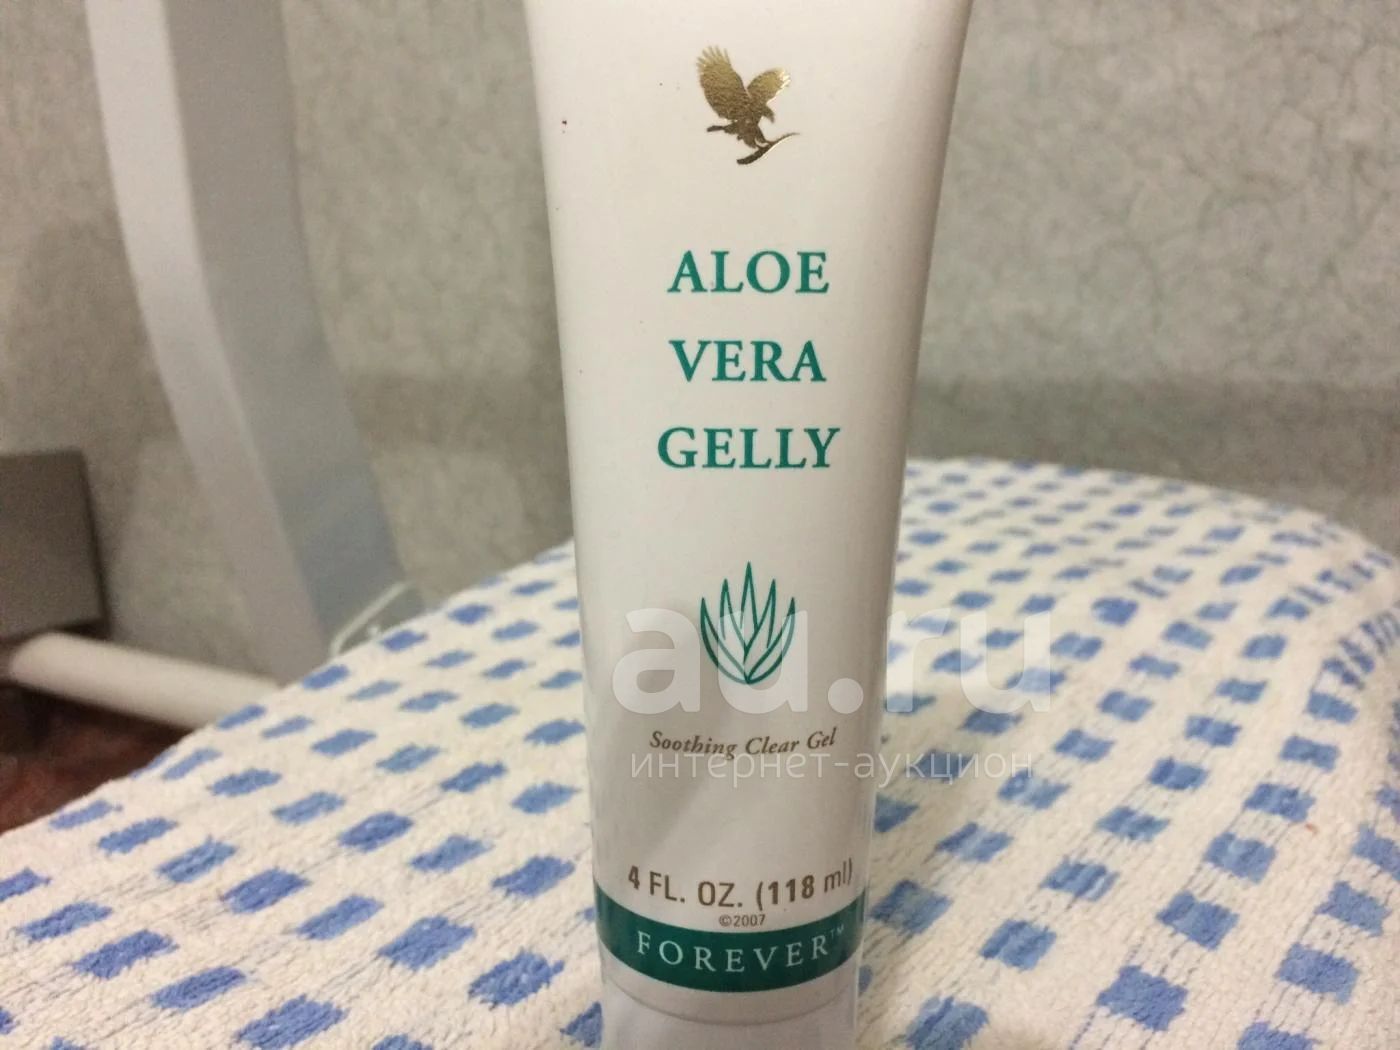 ALOE
VERA
GELLY
au.ru
Soothing Clear Gel
интернет-аукцион
4 FL. OZ. (118 ml)
©2007
FOREVER™